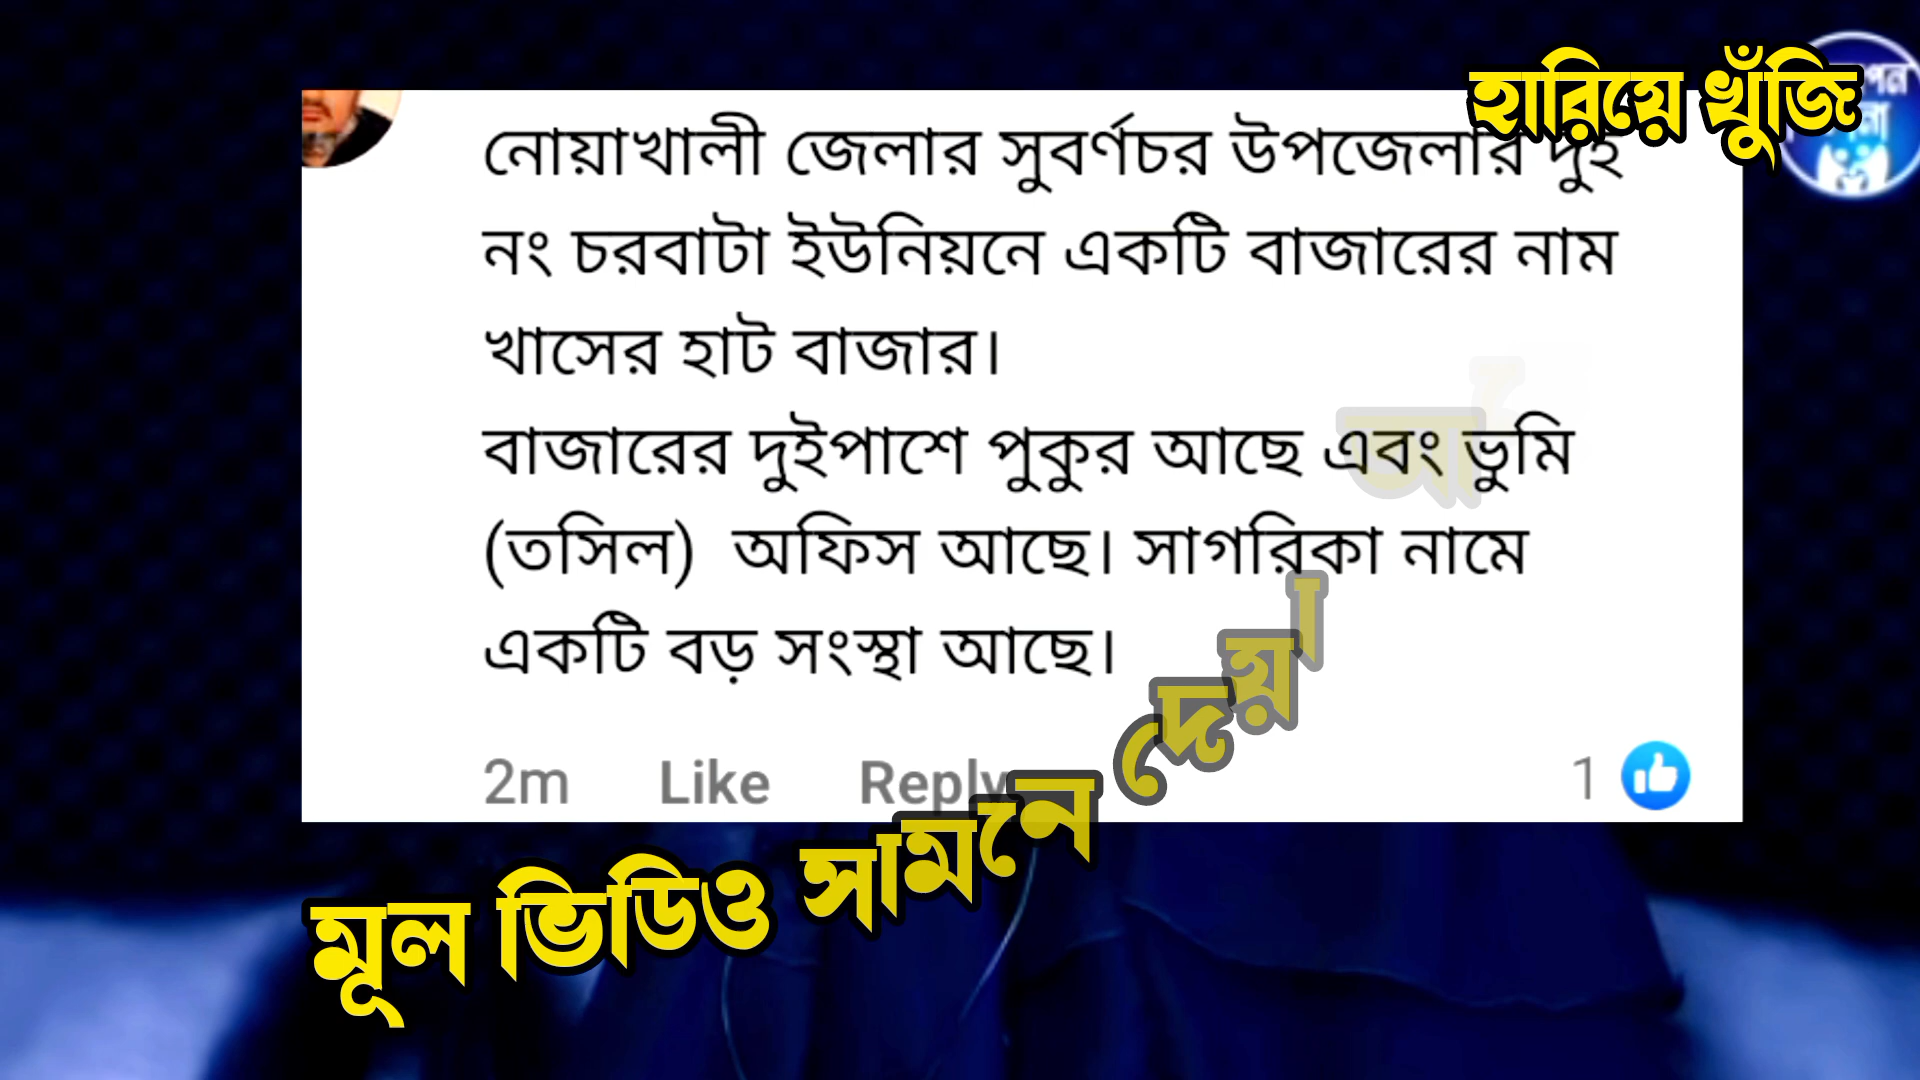 হারিয়ে খুঁজি
নোয়াখালী জেলার সুবর্ণচর উপজেলার দুই
নং চরবাটা ইউনিয়নে একটি বাজারের নাম
খাসের হাট বাজার।
বাজারের দুইপাশে পুকুর আছে এবং ভুমি
(তসিল) অফিস আছে। সাগরিকা নামে
একটি বড় সংস্থা আছে।
2m Like Reply 1
মূল ভিডিও সামনে দেয়া আ